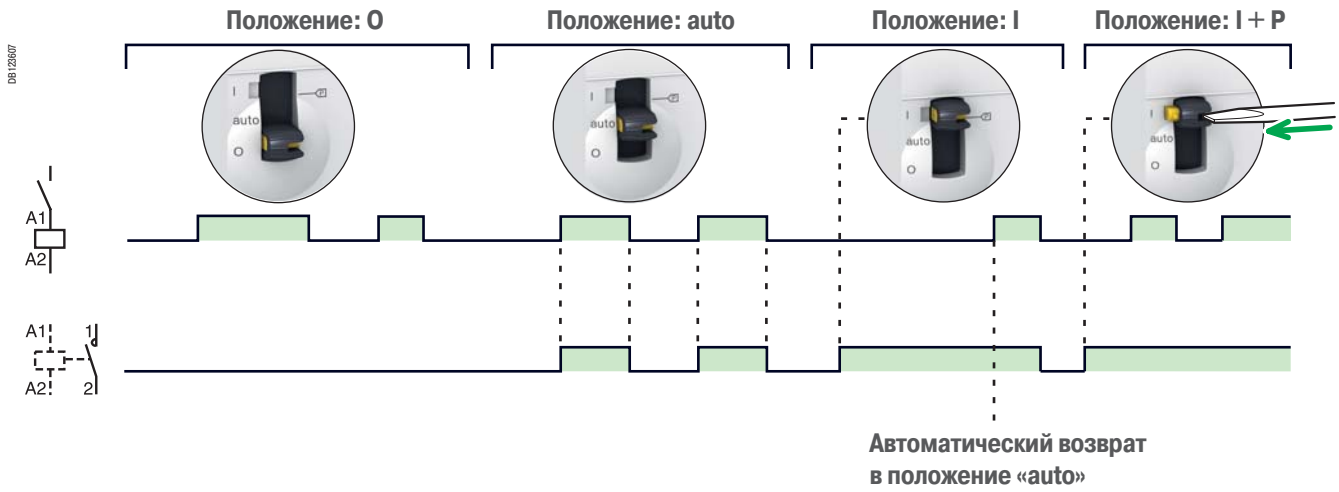 Положение: O
Положение: auto
Положение: I
Положение: I + P
DB123607
I
P
auto
O
I
P
auto
O
I
P
auto
O
I
auto
O
A1
A2
A1
1
A2
2
Автоматический возврат
в положение «auto»